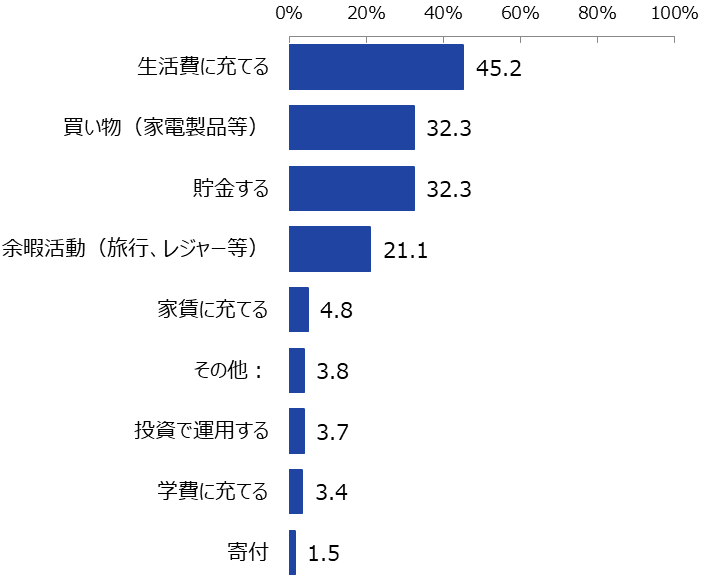 0% 20% 40% 60% 80% 100%
生活費に充てる 45.2
買い物（家電製品等） 32.3
貯金する 32.3
余暇活動（旅行、レジャー等） 21.1
家賃に充てる 4.8
その他： 3.8
投資で運用する 3.7
学費に充てる 3.4
寄付 1.5